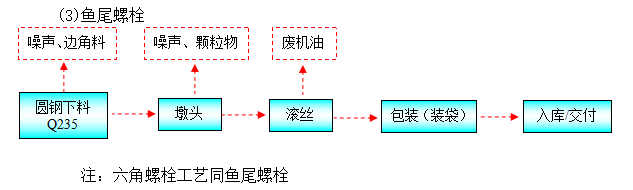 (3)鱼尾螺栓
噪声、边角料
噪声、颗粒物
废机油
圆钢下料
Q235
墩头
滚丝
包装（装袋）
入库/交付
注：六角螺栓工艺同鱼尾螺栓